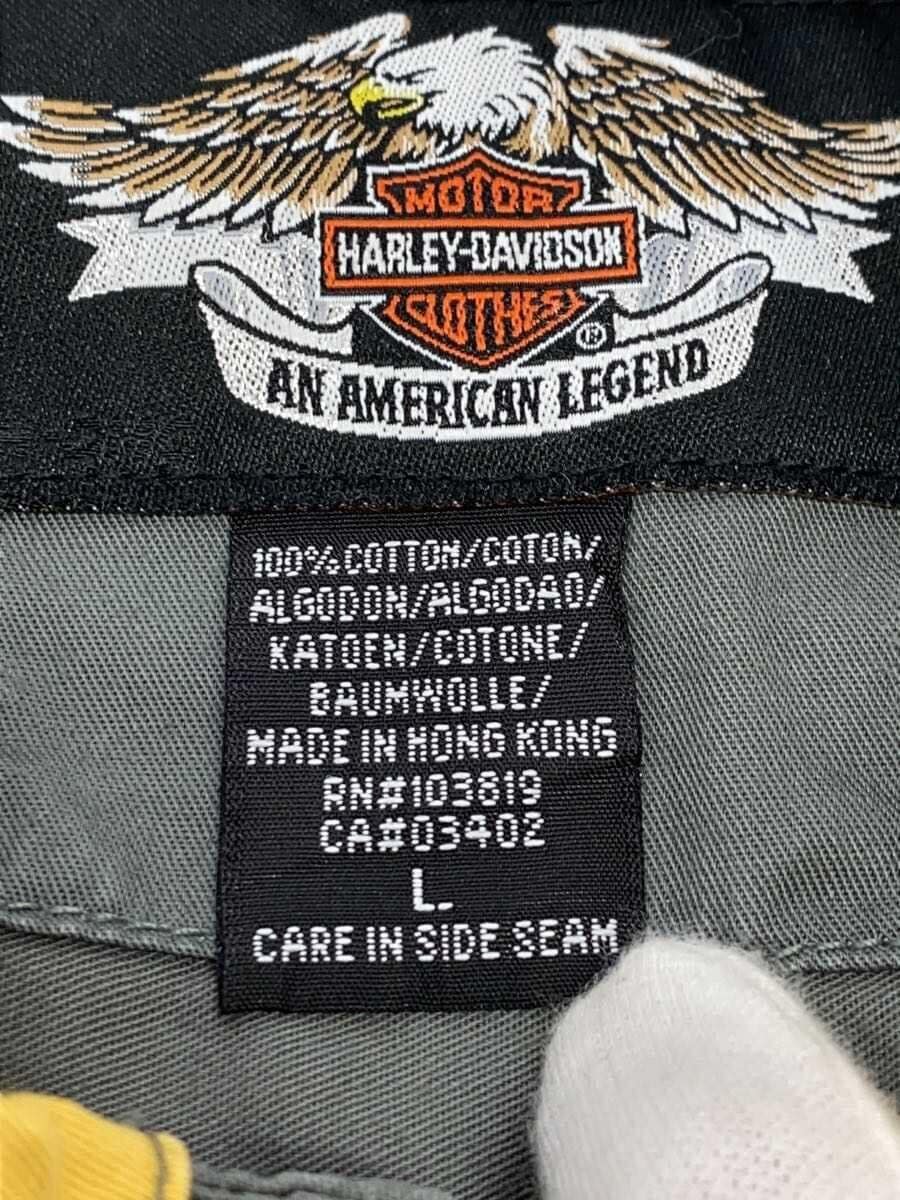 MOTOR
HARLEY-DAVIDSON
CLOTHES
®
AN AMERICAN LEGEND
100%COTTON/COTON/
ALGODON/ALGODAO/
KATOEN/COTONE/
BAUMWOLLE/
MADE IN HONG KONG
RN#103819
CA#03402
L.
CARE IN SIDE SEAM